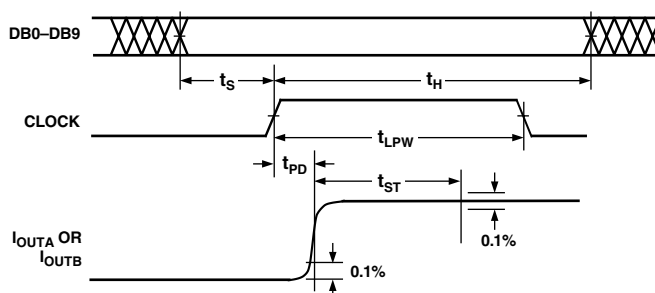 DB0–DB9
tS
tH
CLOCK
tLPW
tPD
tST
IOUTA OR
IOUTB
0.1%
0.1%